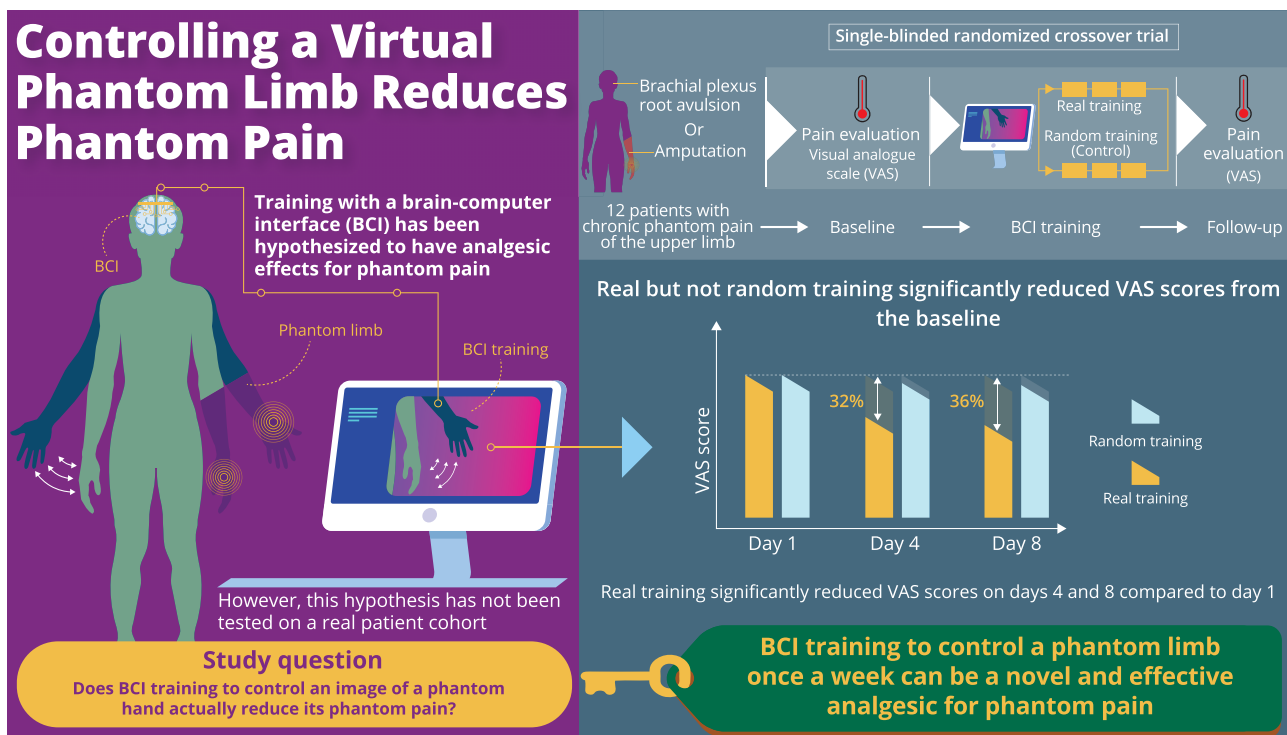 Controlling a Virtual
Phantom Limb Reduces
Phantom Pain
Training with a brain-computer
interface (BCI) has been
hypothesized to have analgesic
effects for phantom pain
BCI
Phantom limb
BCI training
However, this hypothesis has not been
tested on a real patient cohort
Study question
Does BCI training to control an image of a phantom
hand actually reduce its phantom pain?
Single-blinded randomized crossover trial
Brachial plexus
root avulsion
Or
Amputation
Pain evaluation
Visual analogue
scale (VAS)
Real training
Random training
(Control)
Pain
evaluation
(VAS)
12 patients with
chronic phantom pain
of the upper limb
Baseline
BCI training
Follow-up
Real but not random training significantly reduced VAS scores from
the baseline
VAS score
32%
36%
Day 1
Day 4
Day 8
Random training
Real training
Real training significantly reduced VAS scores on days 4 and 8 compared to day 1
BCI training to control a phantom limb
once a week can be a novel and effective
analgesic for phantom pain